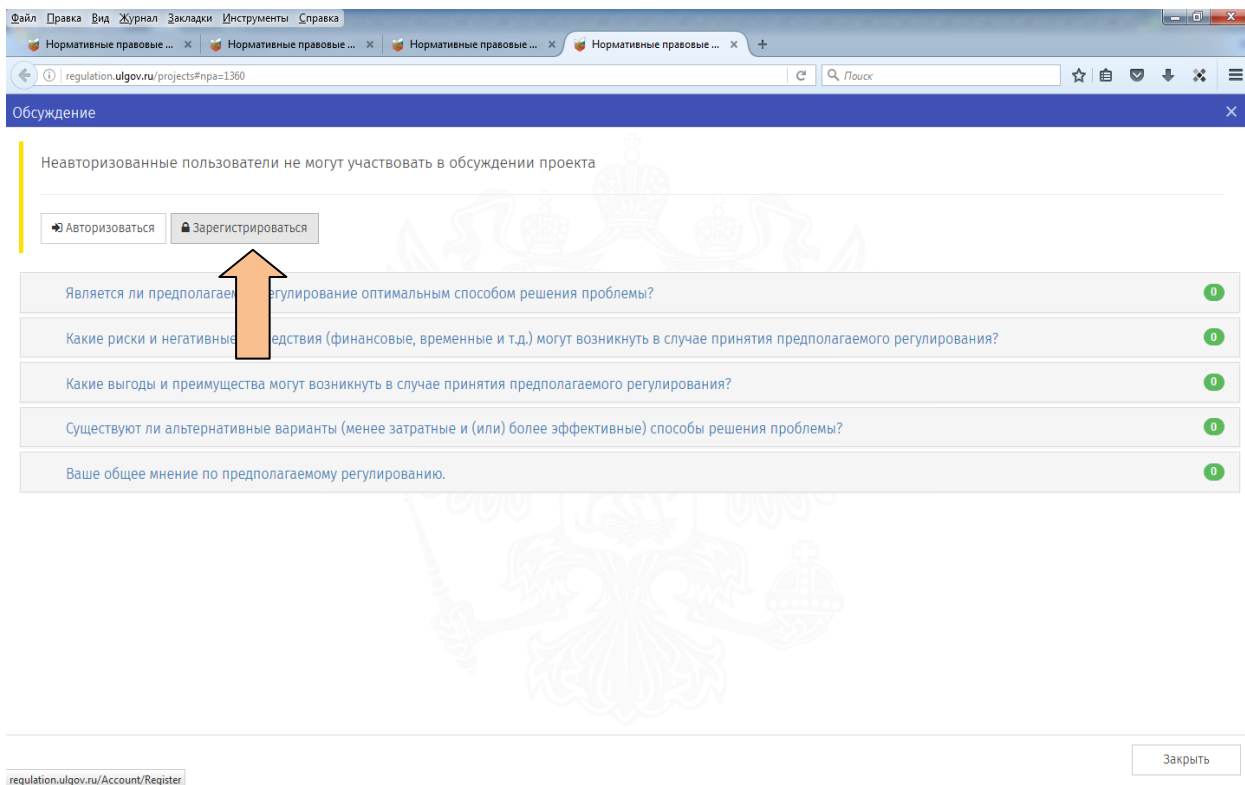 Файл Правка Вид Журнал Закладки Инструменты Справка
Нормативные правовые ... Нормативные правовые ... Нормативные правовые ... Нормативные правовые ...
regulation.ulgov.ru/projects#npa=1360 Поиск
Обсуждение
Неавторизованные пользователи не могут участвовать в обсуждении проекта
Авторизоваться Зарегистрироваться
Является ли предполагаем егулирование оптимальным способом решения проблемы? 0
Какие риски и негативные едствия (финансовые, временные и т.д.) могут возникнуть в случае принятия предполагаемого регулирования? 0
Какие выгоды и преимущества могут возникнуть в случае принятия предполагаемого регулирования? 0
Существуют ли альтернативные варианты (менее затратные и (или) более эффективные) способы решения проблемы? 0
Ваше общее мнение по предполагаемому регулированию. 0
Закрыть
regulation.ulgov.ru/Account/Register